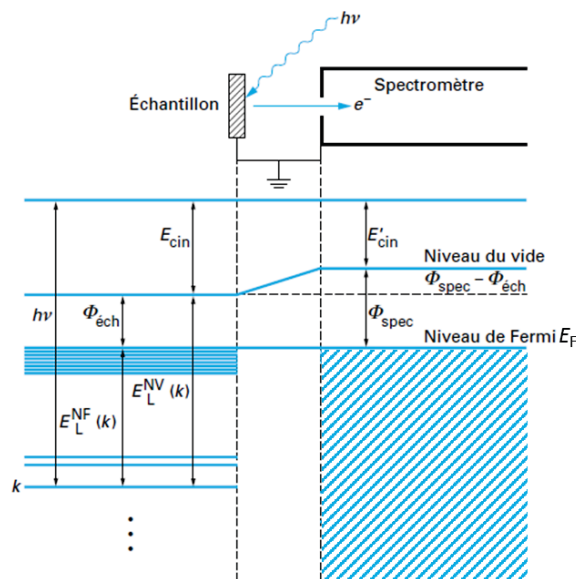 hν
Échantillon
e⁻
Spectromètre
E_cin
E'_cin
Niveau du vide
Φ_spec − Φ_éch
Φ_éch
hν
Φ_spec
Niveau de Fermi E_F
E_L^NV (k)
E_L^NF (k)
k